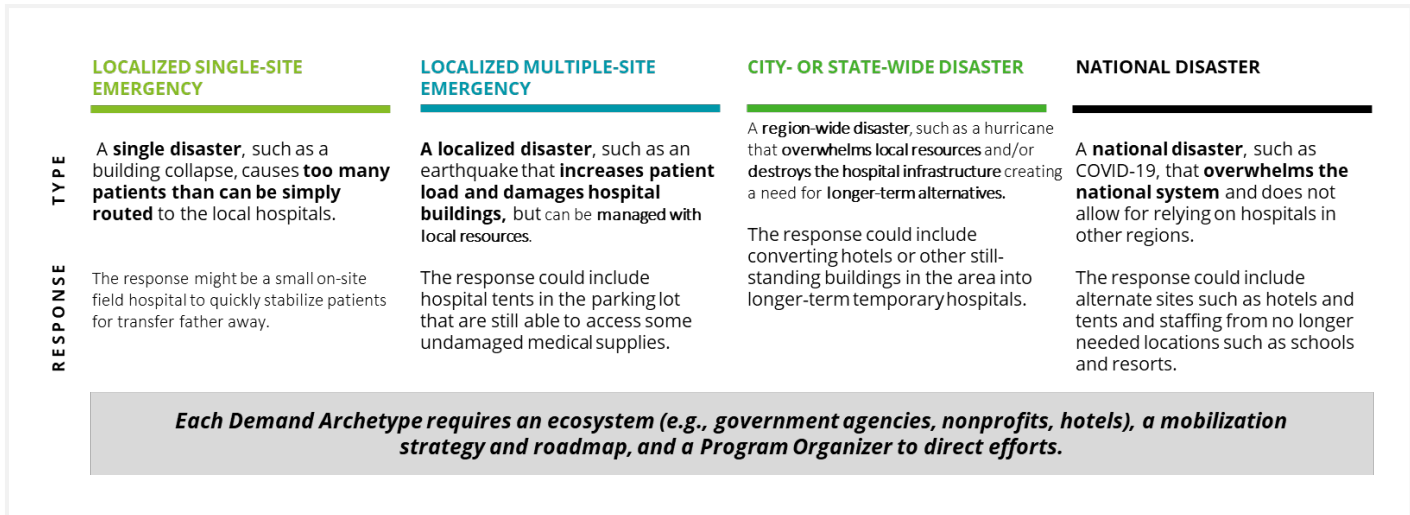 LOCALIZED SINGLE-SITE
EMERGENCY
LOCALIZED MULTIPLE-SITE
EMERGENCY
CITY- OR STATE-WIDE DISASTER
NATIONAL DISASTER
TYPE
A single disaster, such as a
building collapse, causes too many
patients than can be simply
routed to the local hospitals.
A localized disaster, such as an
earthquake that increases patient
load and damages hospital
buildings, but can be managed with
local resources.
A region-wide disaster, such as a hurricane
that overwhelms local resources and/or
destroys the hospital infrastructure creating
a need for longer-term alternatives.
A national disaster, such as
COVID-19, that overwhelms the
national system and does not
allow for relying on hospitals in
other regions.
RESPONSE
The response might be a small on-site
field hospital to quickly stabilize patients
for transfer father away.
The response could include
hospital tents in the parking lot
that are still able to access some
undamaged medical supplies.
The response could include
converting hotels or other still-
standing buildings in the area into
longer-term temporary hospitals.
The response could include
alternate sites such as hotels and
tents and staffing from no longer
needed locations such as schools
and resorts.
Each Demand Archetype requires an ecosystem (e.g., government agencies, nonprofits, hotels), a mobilization
strategy and roadmap, and a Program Organizer to direct efforts.